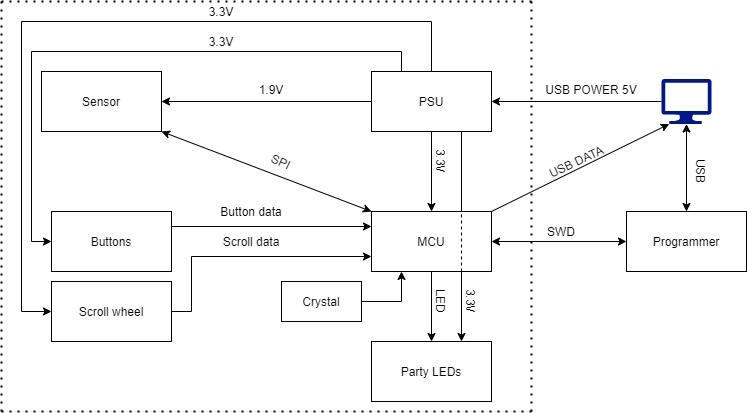 3.3V
3.3V
Sensor
1.9V
PSU
USB POWER 5V
SPI
3.3V
USB DATA
USB
Button data
Buttons
MCU
SWD
Programmer
Scroll data
Scroll wheel
Crystal
LED
3.3V
Party LEDs